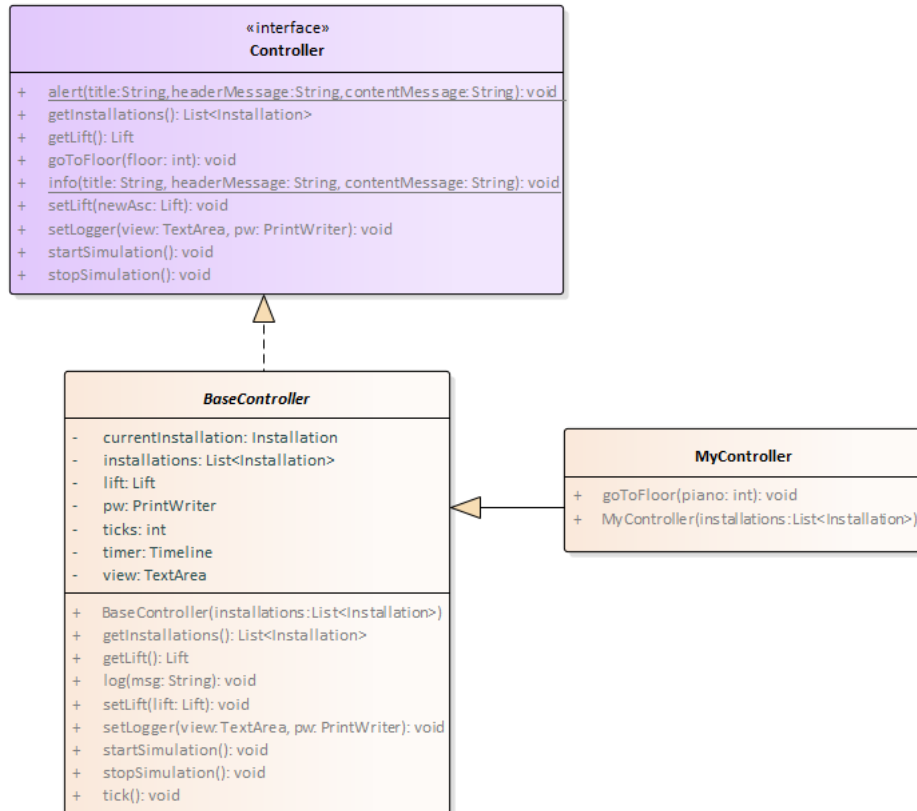 «interface»
Controller
+ alert(title:String,headerMessage:String,contentMessage:String): void
+ getInstallations(): List<Installation>
+ getLift(): Lift
+ goToFloor(floor: int): void
+ info(title: String, headerMessage: String, contentMessage: String): void
+ setLift(newAsc: Lift): void
+ setLogger(view: TextArea, pw: PrintWriter): void
+ startSimulation(): void
+ stopSimulation(): void
BaseController
- currentInstallation: Installation
- installations: List<Installation>
- lift: Lift
- pw: PrintWriter
- ticks: int
- timer: Timeline
- view: TextArea
+ BaseController(installations:List<Installation>)
+ getInstallations(): List<Installation>
+ getLift(): Lift
+ log(msg: String): void
+ setLift(lift: Lift): void
+ setLogger(view:TextArea, pw: PrintWriter): void
+ startSimulation(): void
+ stopSimulation(): void
+ tick(): void
MyController
+ goToFloor(piano: int): void
+ MyController(installations:List<Installation>)